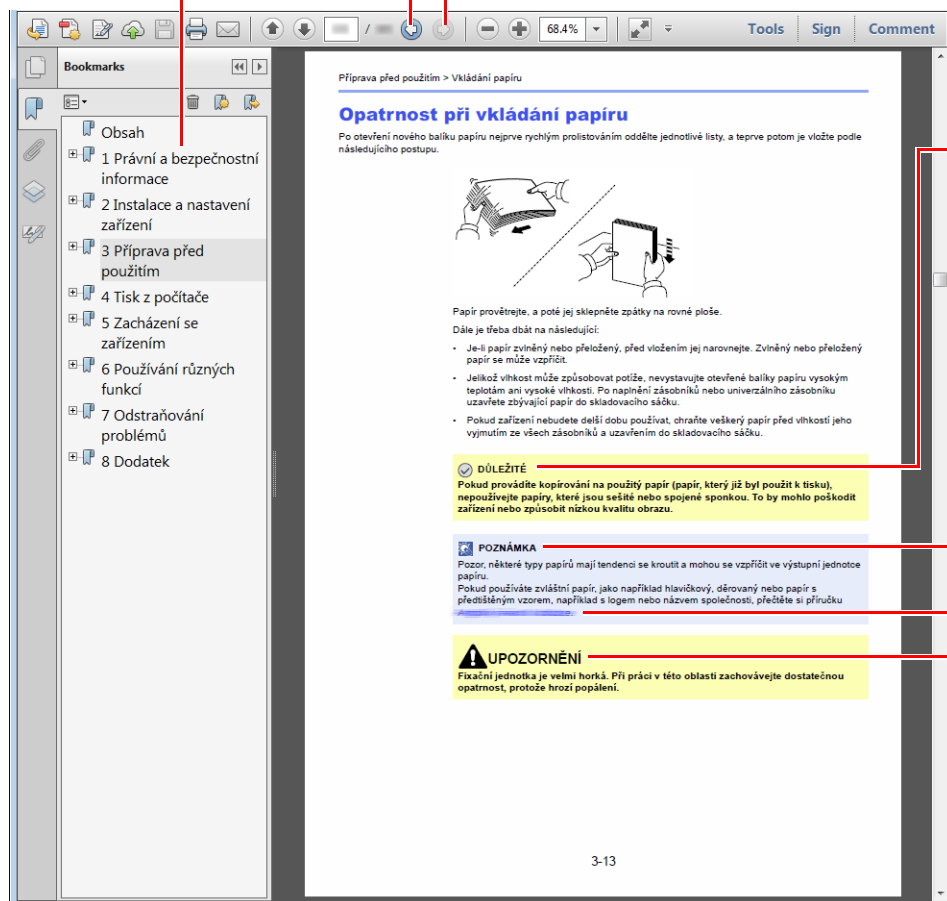 /
68.4%
Tools
Sign
Comment
Bookmarks
Obsah
1 Právní a bezpečnostní
informace
2 Instalace a nastavení
zařízení
3 Příprava před
použitím
4 Tisk z počítače
5 Zacházení se
zařízením
6 Používání různých
funkcí
7 Odstraňování
problémů
8 Dodatek
Příprava před použitím > Vkládání papíru
Opatrnost při vkládání papíru
Po otevření nového balíku papíru nejprve rychlým prolistováním oddělte jednotlivé listy, a teprve potom je vložte podle
následujícího postupu.
Papír provětrejte, a poté jej sklepněte zpátky na rovné ploše.
Dále je třeba dbát na následující:
• Je-li papír zvlněný nebo přeložený, před vložením jej narovnejte. Zvlněný nebo přeložený
papír se může vzpříčit.
• Jelikož vlhkost může způsobovat potíže, nevystavujte otevřené balíky papíru vysokým
teplotám ani vysoké vlhkosti. Po naplnění zásobníků nebo univerzálního zásobníku
uzavřete zbývající papír do skladovacího sáčku.
• Pokud zařízení nebudete delší dobu používat, chraňte veškerý papír před vlhkostí jeho
vyjmutím ze všech zásobníků a uzavřením do skladovacího sáčku.
DŮLEŽITÉ
Pokud provádíte kopírování na použitý papír (papír, který již byl použit k tisku),
nepoužívejte papíry, které jsou sešité nebo spojené sponkou. To by mohlo poškodit
zařízení nebo způsobit nízkou kvalitu obrazu.
POZNÁMKA
Pozor, některé typy papírů mají tendenci se kroutit a mohou se vzpříčit ve výstupní jednotce
papíru.
Pokud používáte zvláštní papír, jako například hlavičkový, děrovaný nebo papír s
předtištěným vzorem, například s logem nebo názvem společnosti, přečtěte si příručku
UPOZORNĚNÍ
Fixační jednotka je velmi horká. Při práci v této oblasti zachovávejte dostatečnou
opatrnost, protože hrozí popálení.
3-13